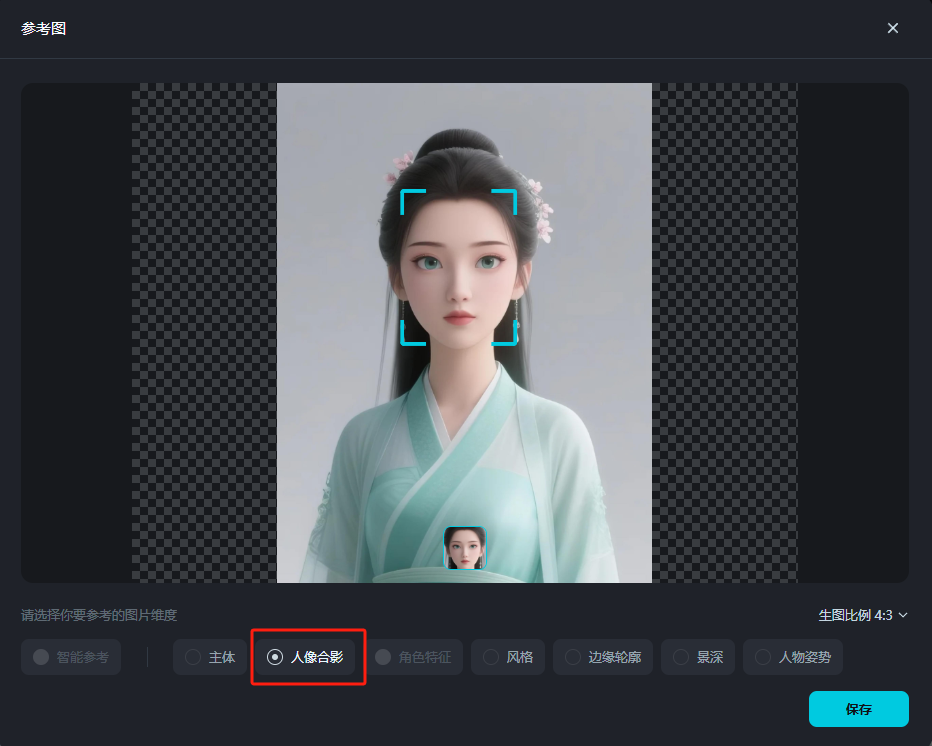 参考图
请选择你要参考的图片维度
生图比例 4:3
智能参考 主体 人像合影 角色特征 风格 边缘轮廓 景深 人物姿势
保存